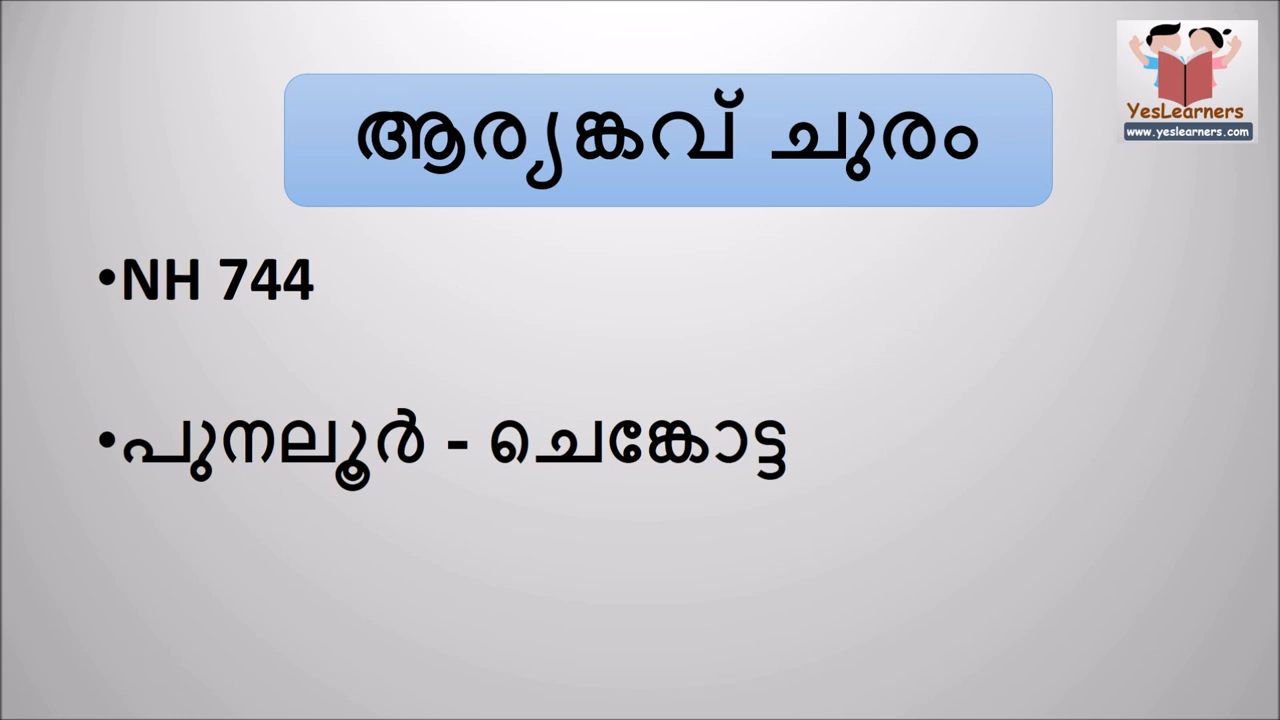 YesLearners
www.yeslearners.com
ആര്യങ്കവ് ചുരം
•NH 744
•പുനലൂർ - ചെങ്കോട്ട